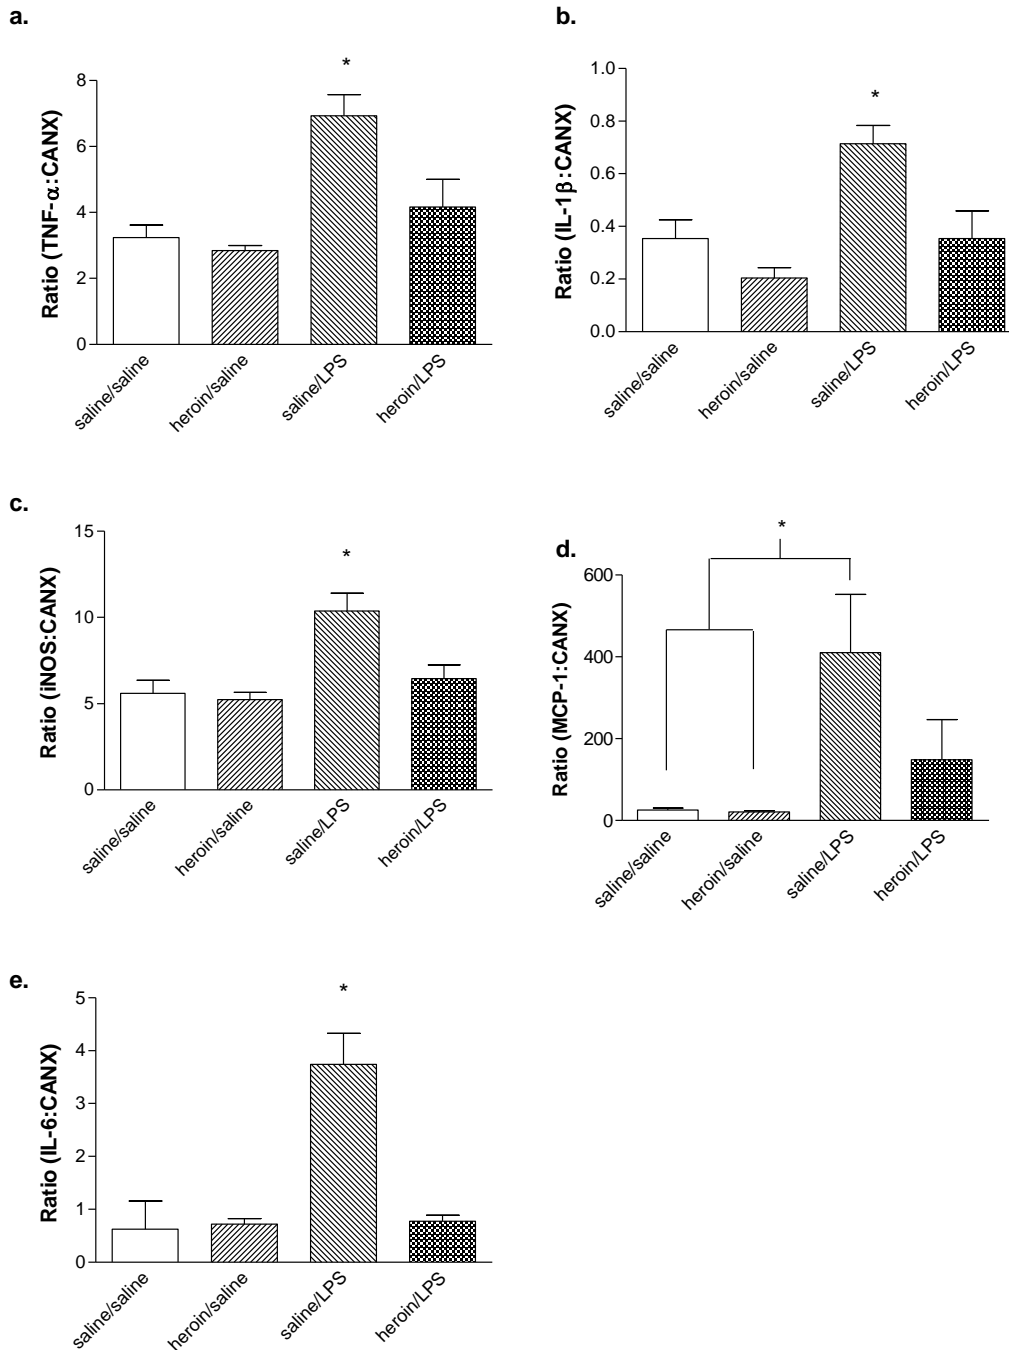 a.
*
Ratio (TNF-α:CANX)
8
6
4
2
0
saline/saline
heroin/saline
saline/LPS
heroin/LPS
b.
*
Ratio (IL-1β:CANX)
1.0
0.8
0.6
0.4
0.2
0.0
saline/saline
heroin/saline
saline/LPS
heroin/LPS
c.
*
Ratio (iNOS:CANX)
15
10
5
0
saline/saline
heroin/saline
saline/LPS
heroin/LPS
d.
*
Ratio (MCP-1:CANX)
600
400
200
0
saline/saline
heroin/saline
saline/LPS
heroin/LPS
e.
*
Ratio (IL-6:CANX)
5
4
3
2
1
0
saline/saline
heroin/saline
saline/LPS
heroin/LPS